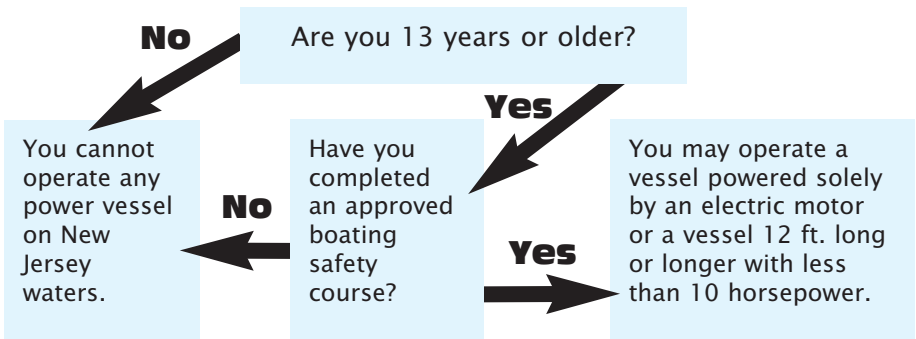 Are you 13 years or older?
No
Yes
You cannot
operate any
power vessel
on New
Jersey
waters.
No
Have you
completed
an approved
boating
safety
course?
Yes
You may operate a
vessel powered solely
by an electric motor
or a vessel 12 ft. long
or longer with less
than 10 horsepower.